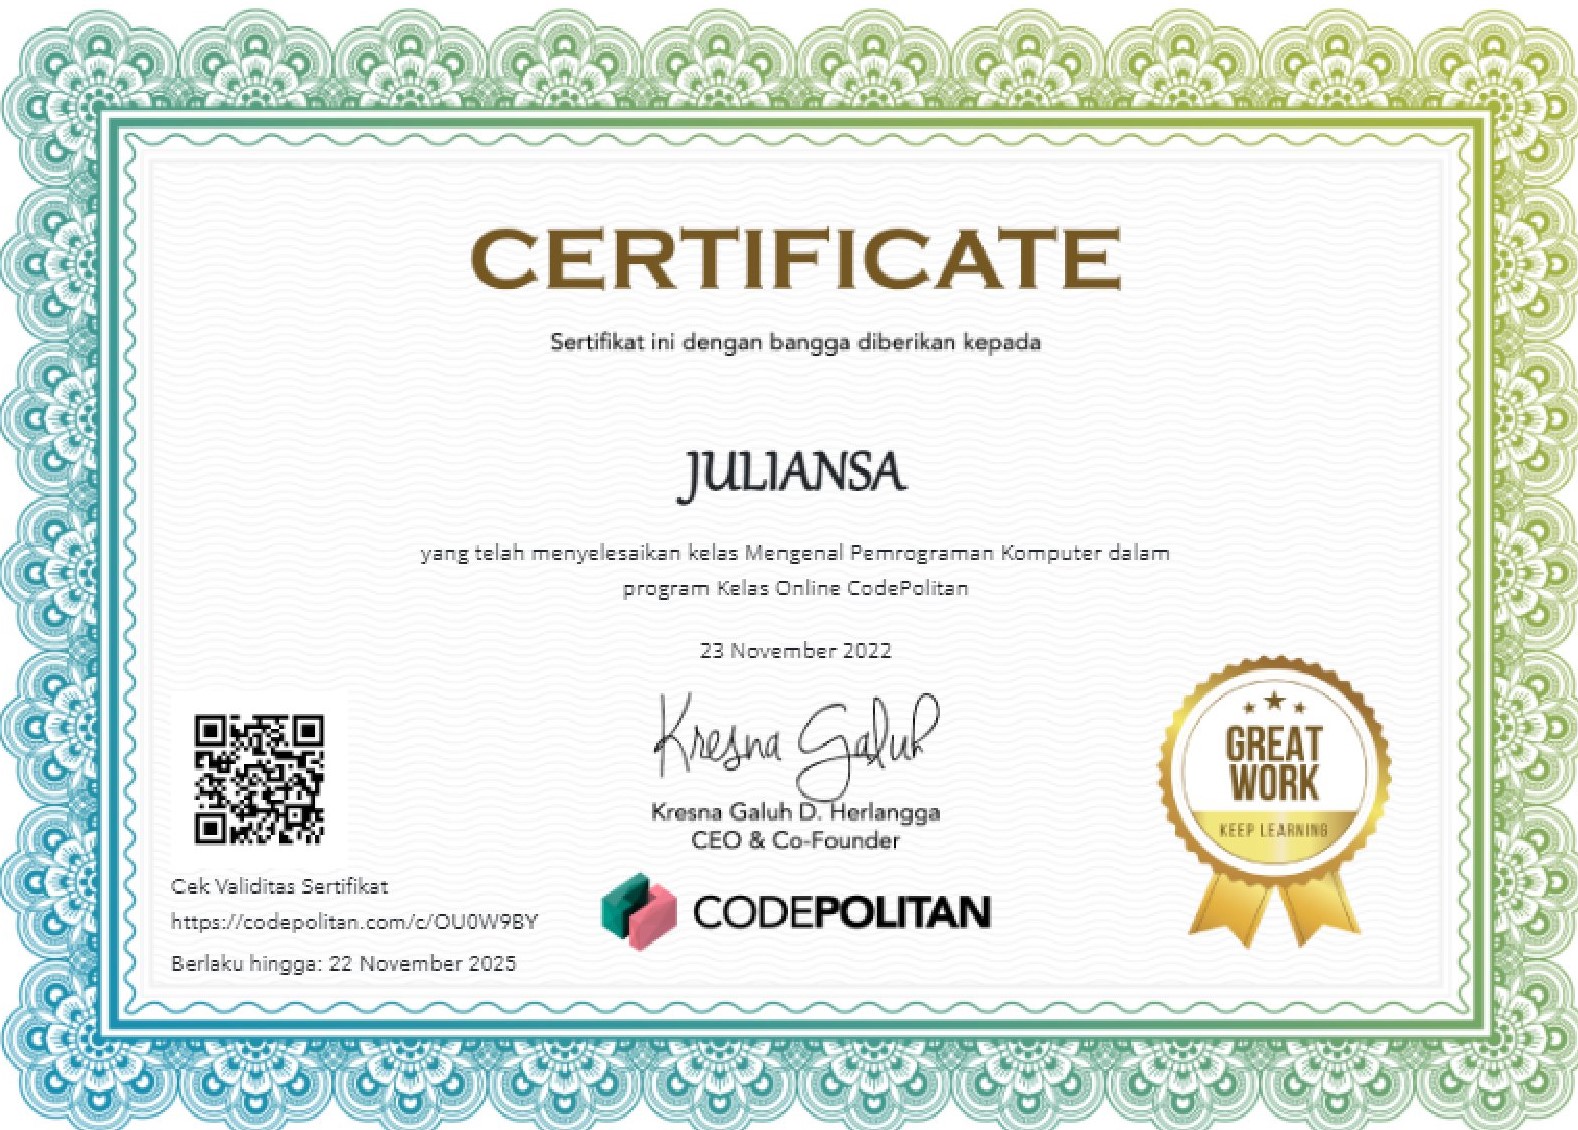 CERTIFICATE
Sertifikat ini dengan bangga diberikan kepada
JULIANSA
yang telah menyelesaikan kelas Mengenal Pemrograman Komputer dalam
program Kelas Online CodePolitan
23 November 2022
Kresna Galuh
Kresna Galuh D. Herlangga
CEO & Co-Founder
CODEPOLITAN
Cek Validitas Sertifikat
https://codepolitan.com/c/OU0W9BY
Berlaku hingga: 22 November 2025
GREAT
WORK
KEEP LEARNING